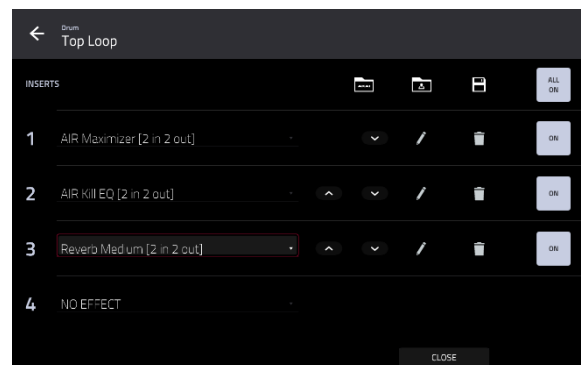 Drum
Top Loop
INSERTS
ALL ON
1 AIR Maximizer [2 in 2 out] ON
2 AIR Kill EQ [2 in 2 out] ON
3 Reverb Medium [2 in 2 out] ON
4 NO EFFECT
CLOSE